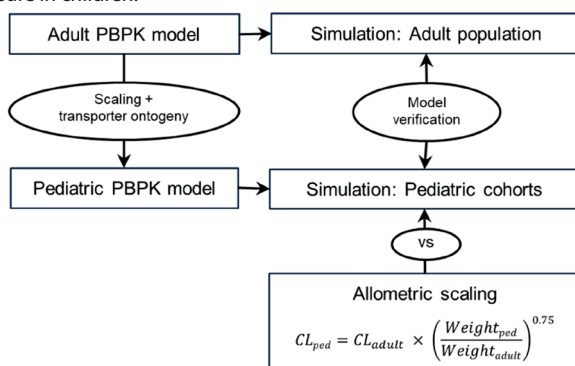 Adult PBPK model
Simulation: Adult population
Scaling +
transporter ontogeny
Model
verification
Pediatric PBPK model
Simulation: Pediatric cohorts
vs
Allometric scaling
CL_ped = CL_adult × (Weight_ped / Weight_adult)^0.75